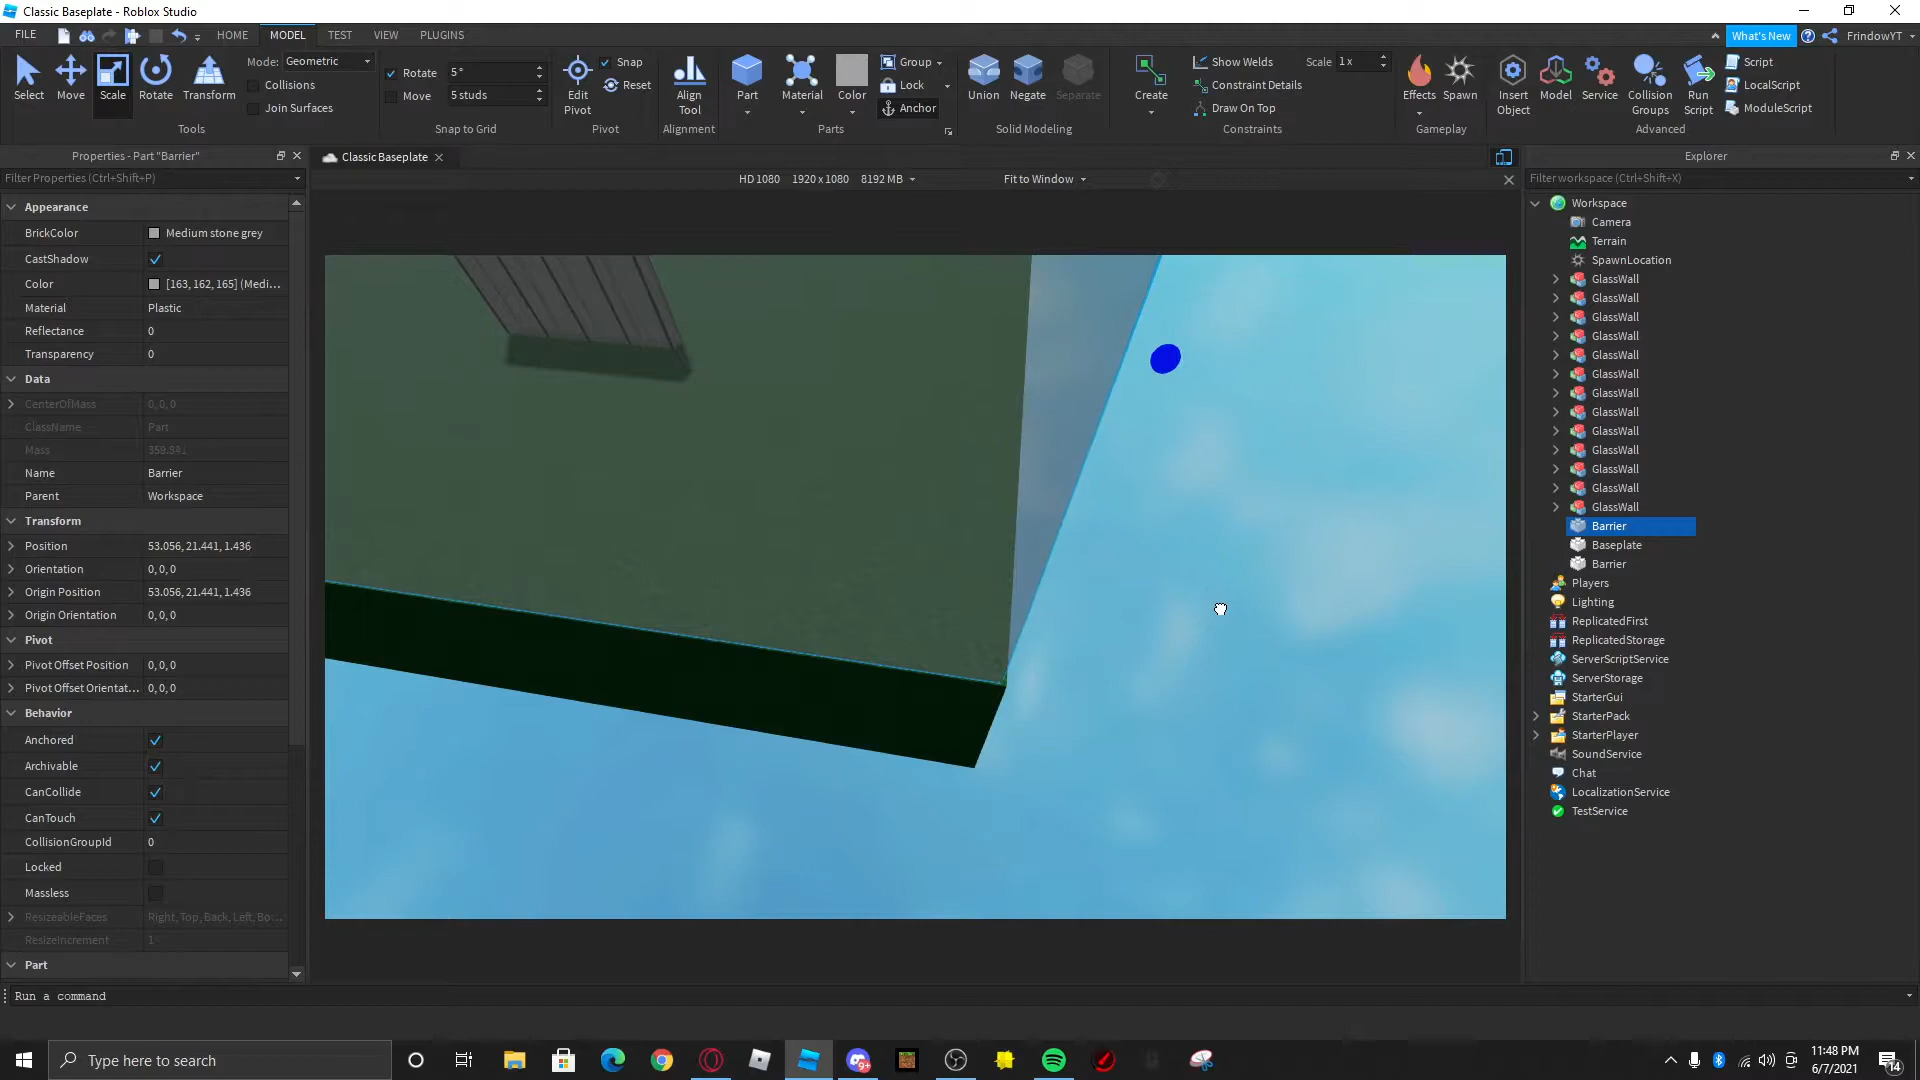 Classic Baseplate - Roblox Studio
FILE HOME MODEL TEST VIEW PLUGINS What's New FrindowYT
Select Move Scale Rotate Transform
Mode: Geometric
Collisions
Join Surfaces
Tools
Rotate 5°
Move 5 studs
Snap to Grid
Edit Pivot
Snap
Reset
Pivot
Align Tool
Alignment
Part Material Color
Group
Lock
Anchor
Parts
Union Negate Separate
Solid Modeling
Create
Show Welds
Constraint Details
Draw On Top
Scale 1 x
Constraints
Effects Spawn
Gameplay
Insert Object
Model
Service
Collision Groups
Run Script
Script
LocalScript
ModuleScript
Advanced
Properties - Part "Barrier"
Filter Properties (Ctrl+Shift+P)
Appearance
BrickColor Medium stone grey
CastShadow
Color [163, 162, 165] (Medi...
Material Plastic
Reflectance 0
Transparency 0
Data
CenterOfMass 0, 0, 0
ClassName Part
Mass
Name Barrier
Parent Workspace
Transform
Position 53.056, 21.441, 1.436
Orientation 0, 0, 0
Origin Position 53.056, 21.441, 1.436
Origin Orientation 0, 0, 0
Pivot
Pivot Offset Position 0, 0, 0
Pivot Offset Orientat... 0, 0, 0
Behavior
Anchored
Archivable
CanCollide
CanTouch
CollisionGroupId 0
Locked
Massless
ResizeableFaces Right, Top, Back, Left, Bo...
ResizeIncrement 1
Part
Classic Baseplate
HD 1080 1920 x 1080 8192 MB Fit to Window
Explorer
Filter workspace (Ctrl+Shift+X)
Workspace
Camera
Terrain
SpawnLocation
GlassWall
GlassWall
GlassWall
GlassWall
GlassWall
GlassWall
GlassWall
GlassWall
GlassWall
GlassWall
GlassWall
GlassWall
GlassWall
Barrier
Baseplate
Barrier
Players
Lighting
ReplicatedFirst
ReplicatedStorage
ServerScriptService
ServerStorage
StarterGui
StarterPack
StarterPlayer
SoundService
Chat
LocalizationService
TestService
Run a command
Type here to search
9+
11:48 PM
6/7/2021
14